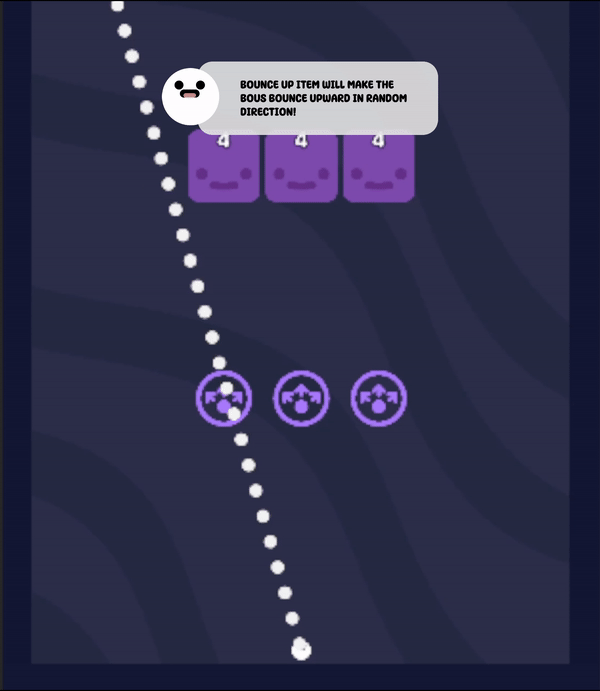 BOUNCE UP ITEM WILL MAKE THE
BOUS BOUNCE UPWARD IN RANDOM
DIRECTION!
4 4 4